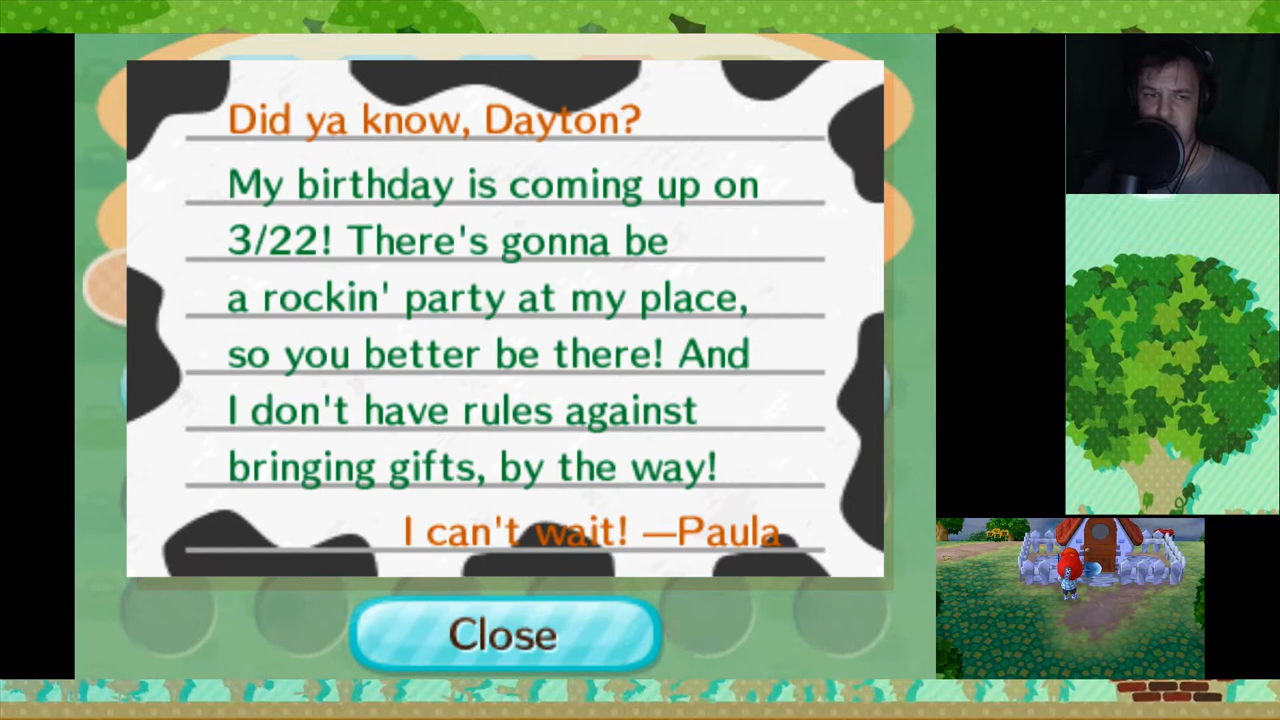 Did ya know, Dayton?
My birthday is coming up on
3/22! There's gonna be
a rockin' party at my place,
so you better be there! And
I don't have rules against
bringing gifts, by the way!
I can't wait! —Paula
Close